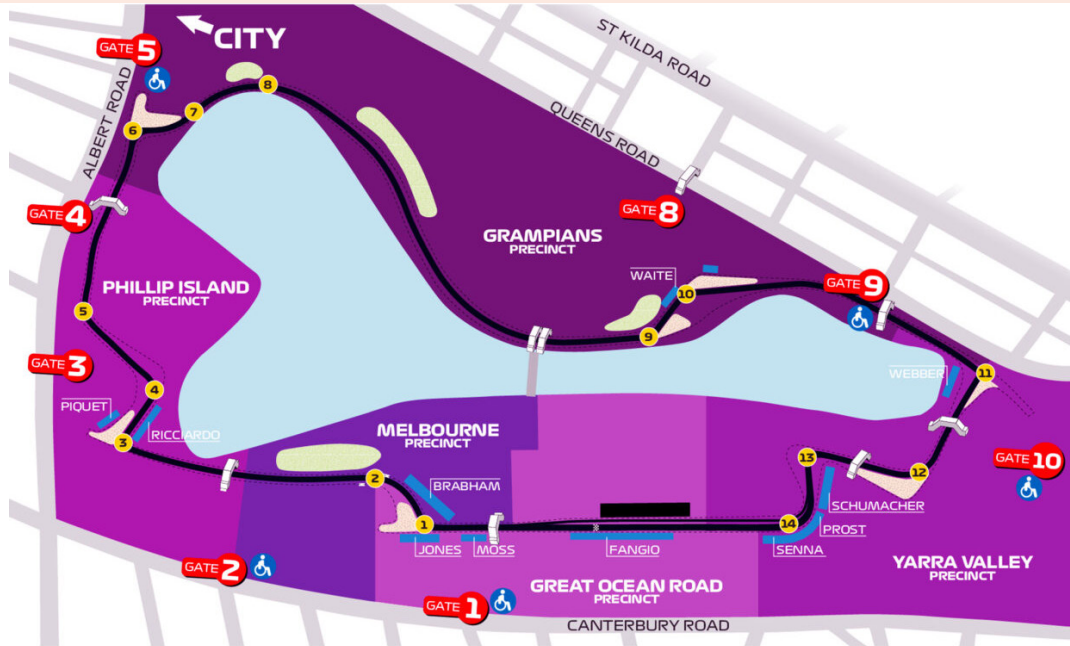 CITY
GATE 5
ALBERT ROAD
ST KILDA ROAD
QUEENS ROAD
8
7
6
GATE 4
GATE 8
GRAMPIANS
PRECINCT
WAITE
10
GATE 9
PHILLIP ISLAND
PRECINCT
5
9
GATE 3
4
WEBBER
11
PIQUET
RICCIARDO
3
MELBOURNE
PRECINCT
2
BRABHAM
1
JONES
MOSS
FANGIO
13
12
GATE 10
SCHUMACHER
14
PROST
SENNA
YARRA VALLEY
PRECINCT
GATE 2
GREAT OCEAN ROAD
PRECINCT
GATE 1
CANTERBURY ROAD